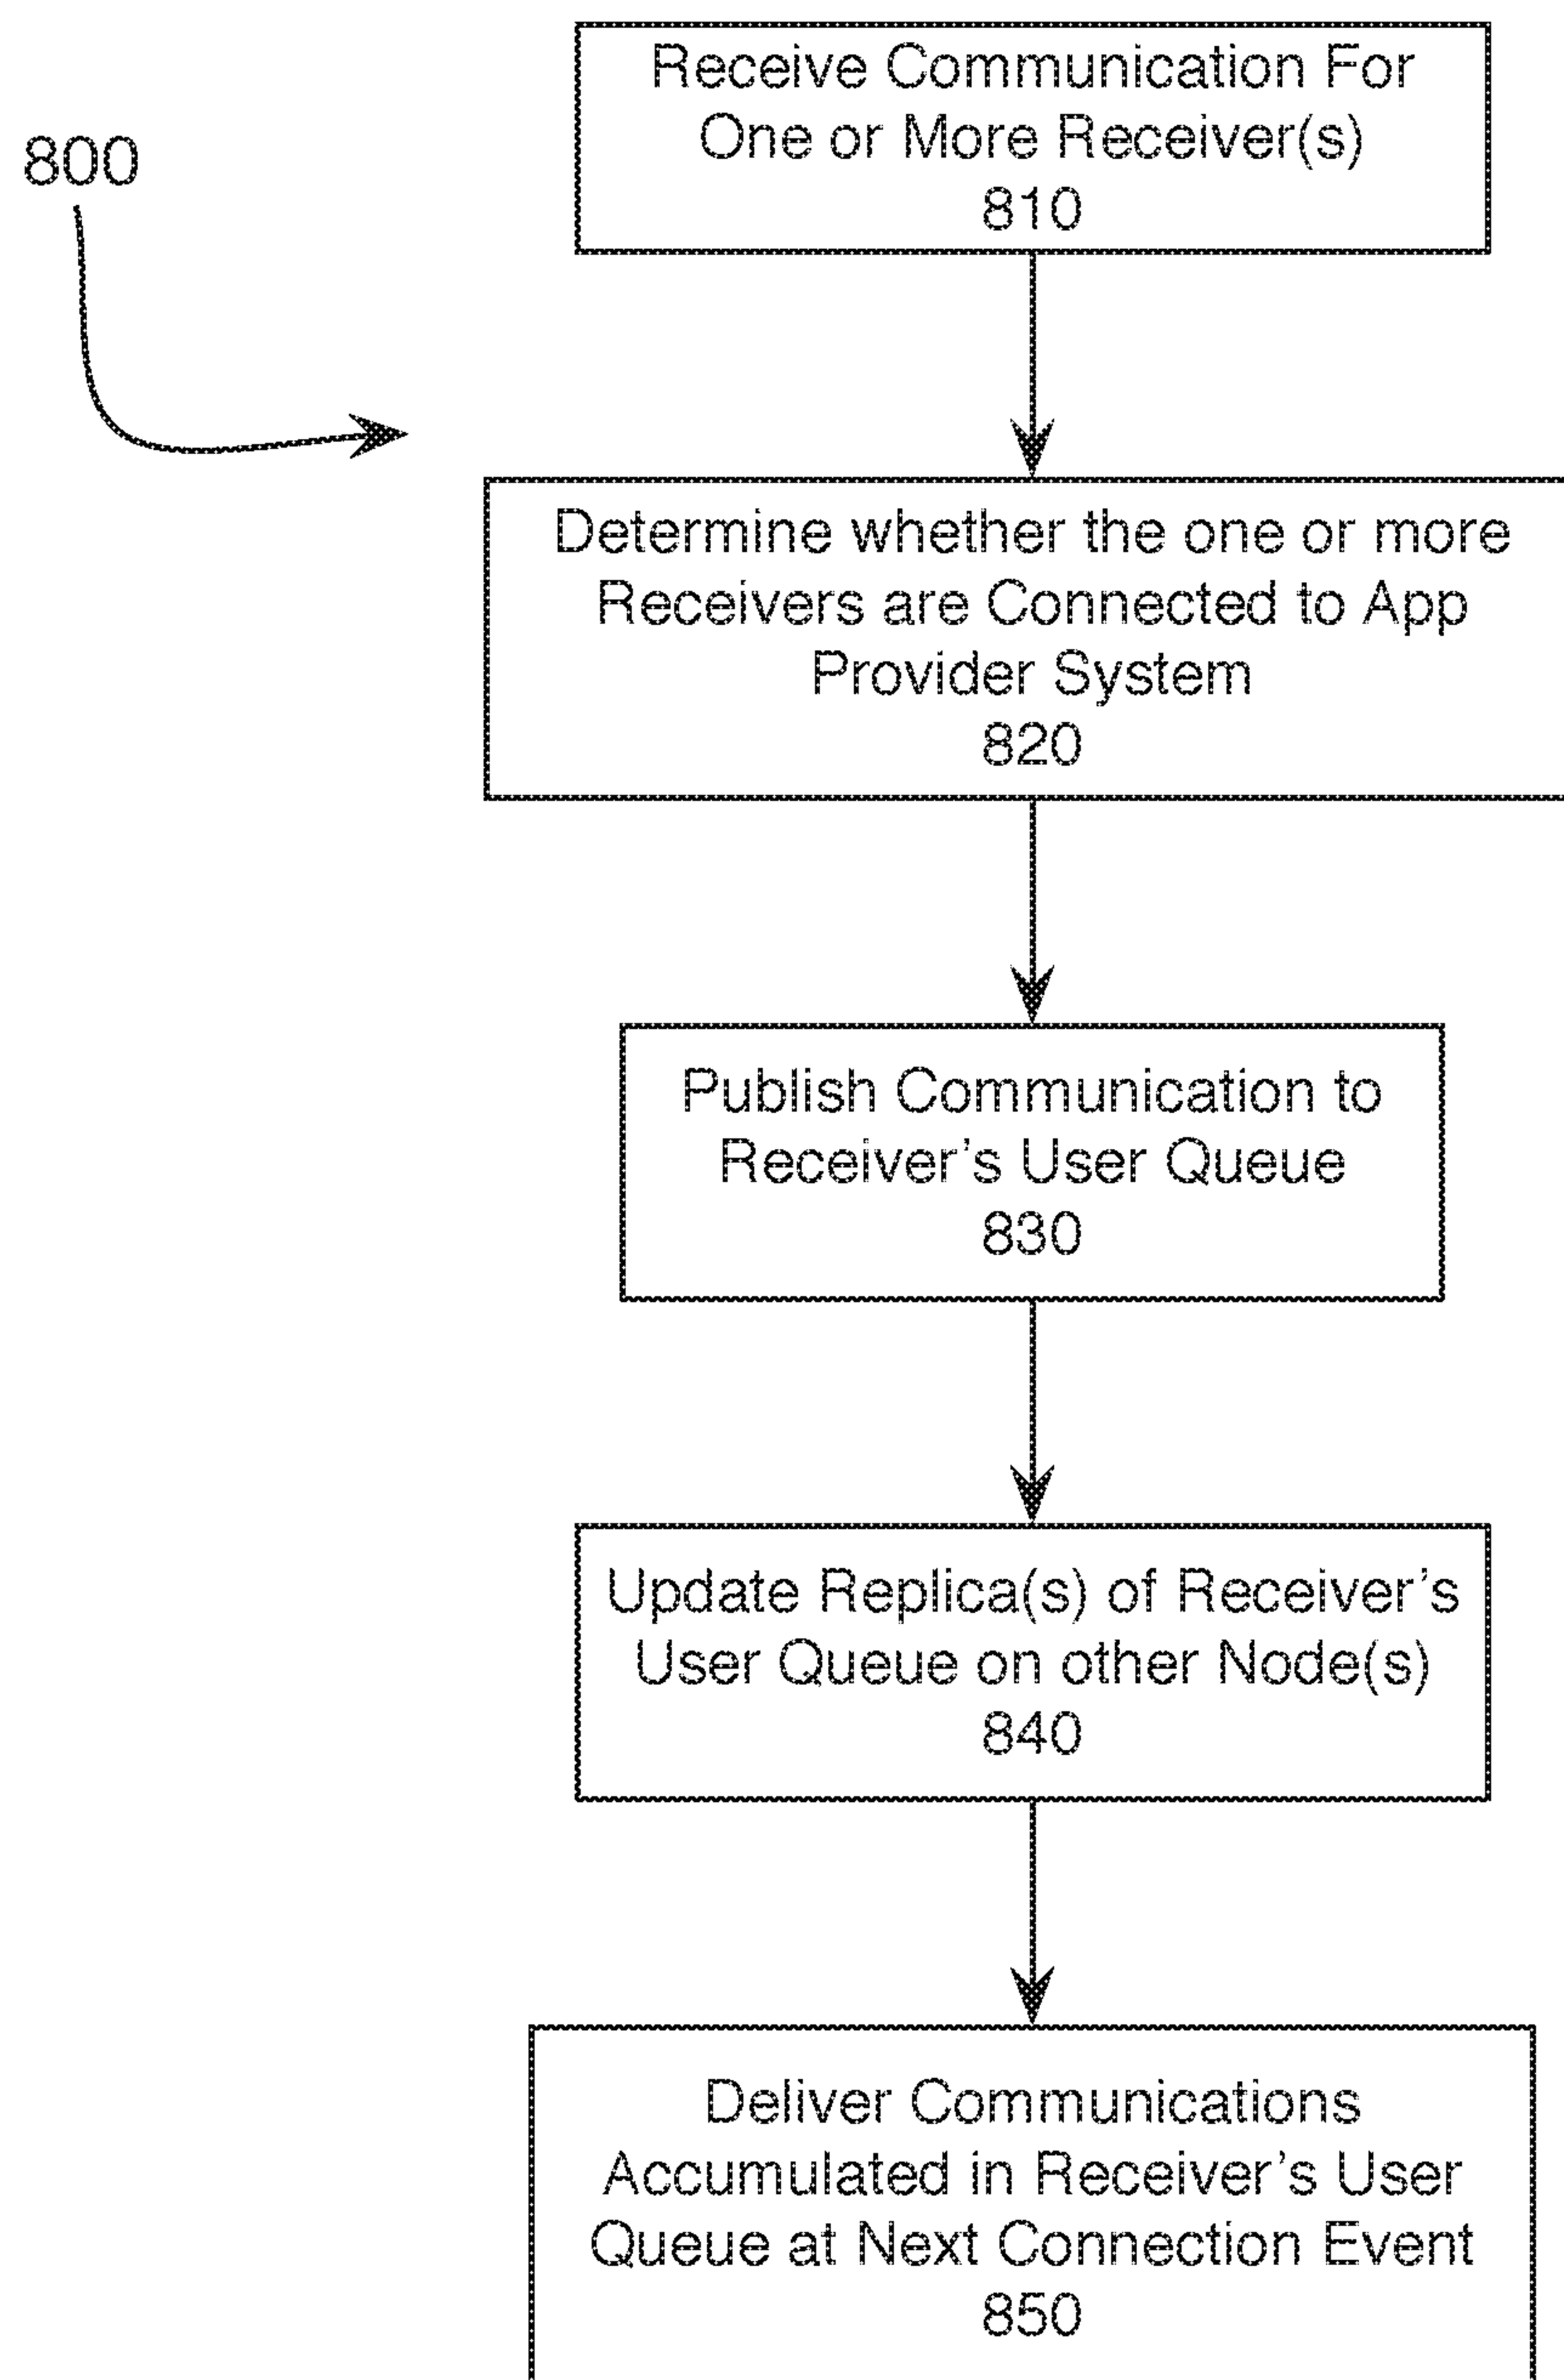 800
Receive Communication For
One or More Receiver(s)
810
Determine whether the one or more
Receivers are Connected to App
Provider System
820
Publish Communication to
Receiver's User Queue
830
Update Replica(s) of Receiver's
User Queue on other Node(s)
840
Deliver Communications
Accumulated in Receiver's User
Queue at Next Connection Event
850